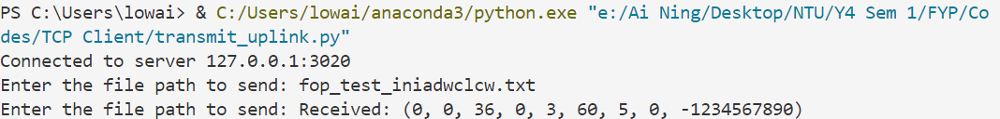 PS C:\Users\lowai> & C:/Users/lowai/anaconda3/python.exe "e:/Ai Ning/Desktop/NTU/Y4 Sem 1/FYP/Co
des/TCP Client/transmit_uplink.py"
Connected to server 127.0.0.1:3020
Enter the file path to send: fop_test_iniadwclcw.txt
Enter the file path to send: Received: (0, 0, 36, 0, 3, 60, 5, 0, -1234567890)